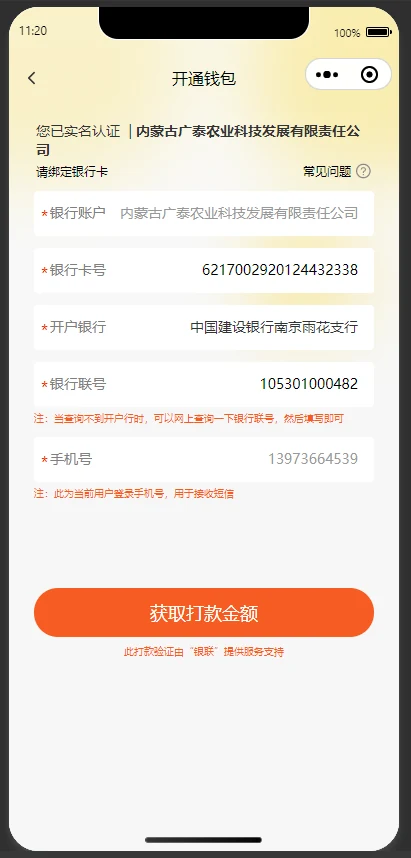 11:20
100%
开通钱包
您已实名认证 | 内蒙古广泰农业科技发展有限责任公
司
请绑定银行卡
常见问题 ?
*银行账户 内蒙古广泰农业科技发展有限责任公司
*银行卡号 6217002920124432338
*开户银行 中国建设银行南京雨花支行
*银行联号 105301000482
注：当查询不到开户行时，可以网上查询一下银行联号，然后填写即可
*手机号 13973664539
注：此为当前用户登录手机号，用于接收短信
获取打款金额
此打款验证由“银联”提供服务支持